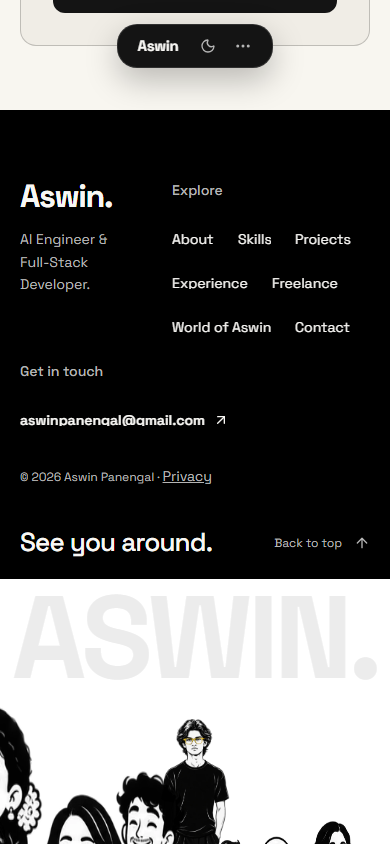 Aswin
Aswin.
AI Engineer &
Full-Stack
Developer.
Explore
About Skills Projects
Experience Freelance
World of Aswin Contact
Get in touch
aswinpanengal@gmail.com
© 2026 Aswin Panengal · Privacy
See you around.
Back to top
ASWIN.